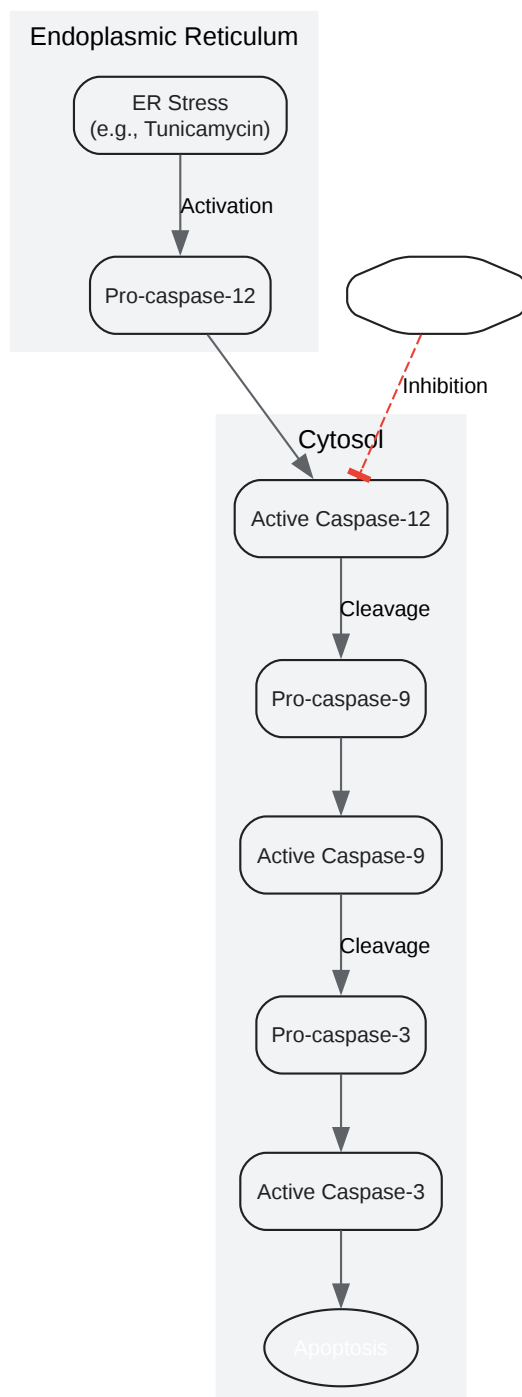 Endoplasmic Reticulum
ER Stress
(e.g., Tunicamycin)
Activation
Pro-caspase-12
Inhibition
Cytosol
Active Caspase-12
Cleavage
Pro-caspase-9
Active Caspase-9
Cleavage
Pro-caspase-3
Active Caspase-3
Apoptosis